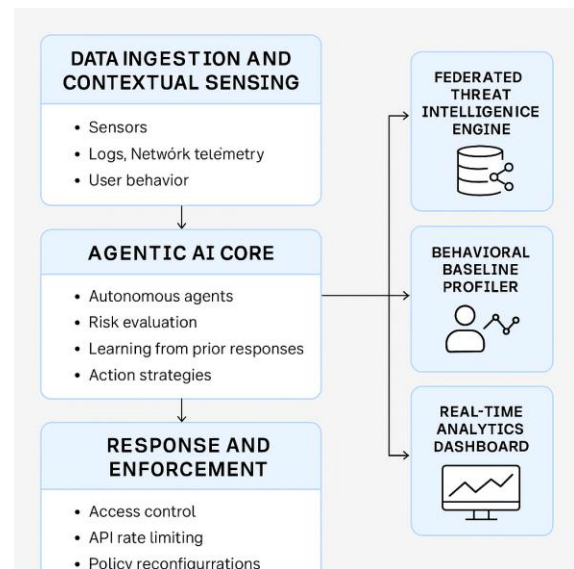 DATA INGESTION AND
CONTEXTUAL SENSING
• Sensors
• Logs, Netwórk telemetry
• User behavior
AGENTIC AI CORE
• Autonomous agents
• Risk evaluation
• Learning from prior responses
• Action strategies
RESPONSE AND
ENFORCEMENT
• Access control
• API rate limiting
• Policy reconfigurrations
FEDERATED
THREAT
INTELLIGENICE
ENGINE
BEHAVIORAL
BASELINE
PROFILER
REAL-TIME
ANALYTICS
DASHBOARD